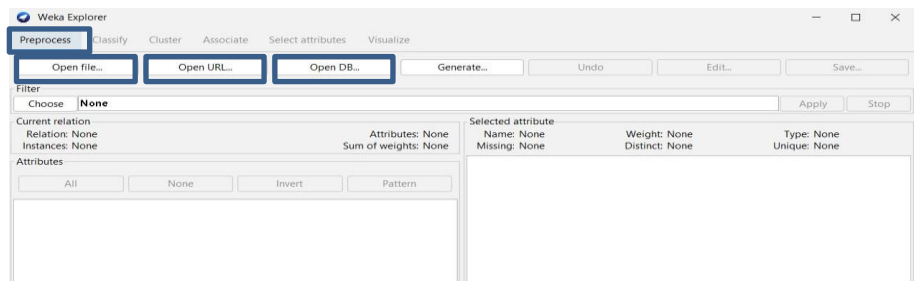 Weka Explorer
Preprocess Classify Cluster Associate Select attributes Visualize
Open file... Open URL... Open DB... Generate... Undo Edit... Save...
Filter
Choose None Apply Stop
Current relation
Relation: None Attributes: None
Instances: None Sum of weights: None
Attributes
All None Invert Pattern
Selected attribute
Name: None Weight: None Type: None
Missing: None Distinct: None Unique: None